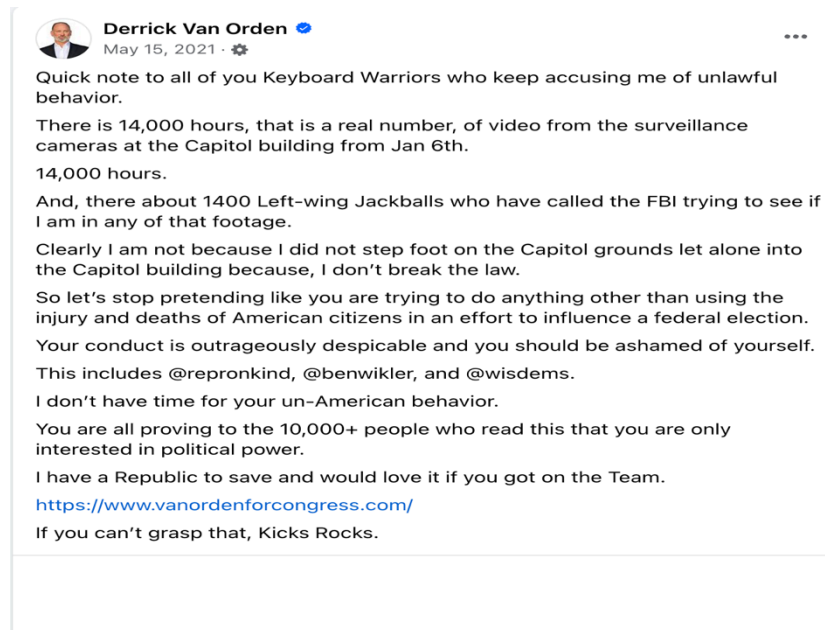 Derrick Van Orden
May 15, 2021 ·
Quick note to all of you Keyboard Warriors who keep accusing me of unlawful
behavior.
There is 14,000 hours, that is a real number, of video from the surveillance
cameras at the Capitol building from Jan 6th.
14,000 hours.
And, there about 1400 Left-wing Jackballs who have called the FBI trying to see if
I am in any of that footage.
Clearly I am not because I did not step foot on the Capitol grounds let alone into
the Capitol building because, I don't break the law.
So let's stop pretending like you are trying to do anything other than using the
injury and deaths of American citizens in an effort to influence a federal election.
Your conduct is outrageously despicable and you should be ashamed of yourself.
This includes @repronkind, @benwikler, and @wisdems.
I don't have time for your un-American behavior.
You are all proving to the 10,000+ people who read this that you are only
interested in political power.
I have a Republic to save and would love it if you got on the Team.
https://www.vanordenforcongress.com/
If you can't grasp that, Kicks Rocks.